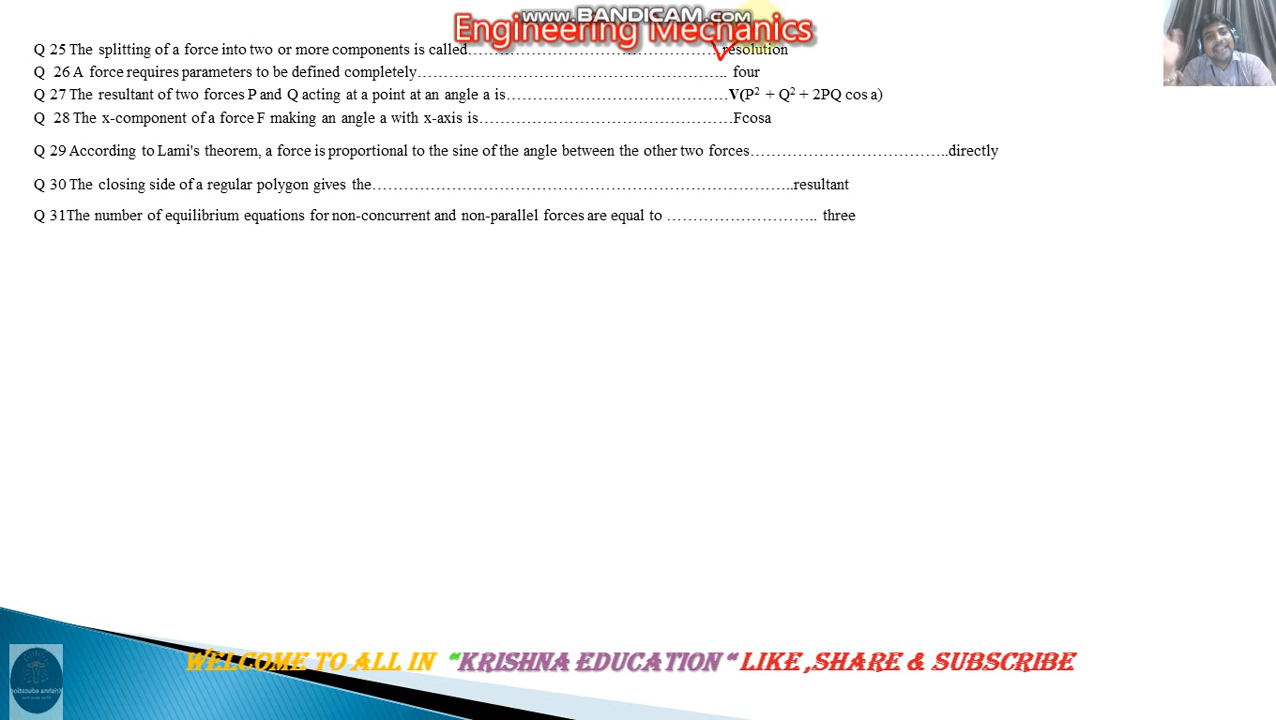 www.BANDICAM.com
Engineering Mechanics
Q 25 The splitting of a force into two or more components is called…………………………………………resolution
Q 26 A force requires parameters to be defined completely………………………………………………….. four
Q 27 The resultant of two forces P and Q acting at a point at an angle a is……………………………………V(P² + Q² + 2PQ cos a)
Q 28 The x-component of a force F making an angle a with x-axis is…………………………………………Fcosa
Q 29 According to Lami's theorem, a force is proportional to the sine of the angle between the other two forces………………………………..directly
Q 30 The closing side of a regular polygon gives the……………………………………………………………………..resultant
Q 31The number of equilibrium equations for non-concurrent and non-parallel forces are equal to ……………………….. three
WELCOME TO ALL IN “KRISHNA EDUCATION “ LIKE ,SHARE & SUBSCRIBE